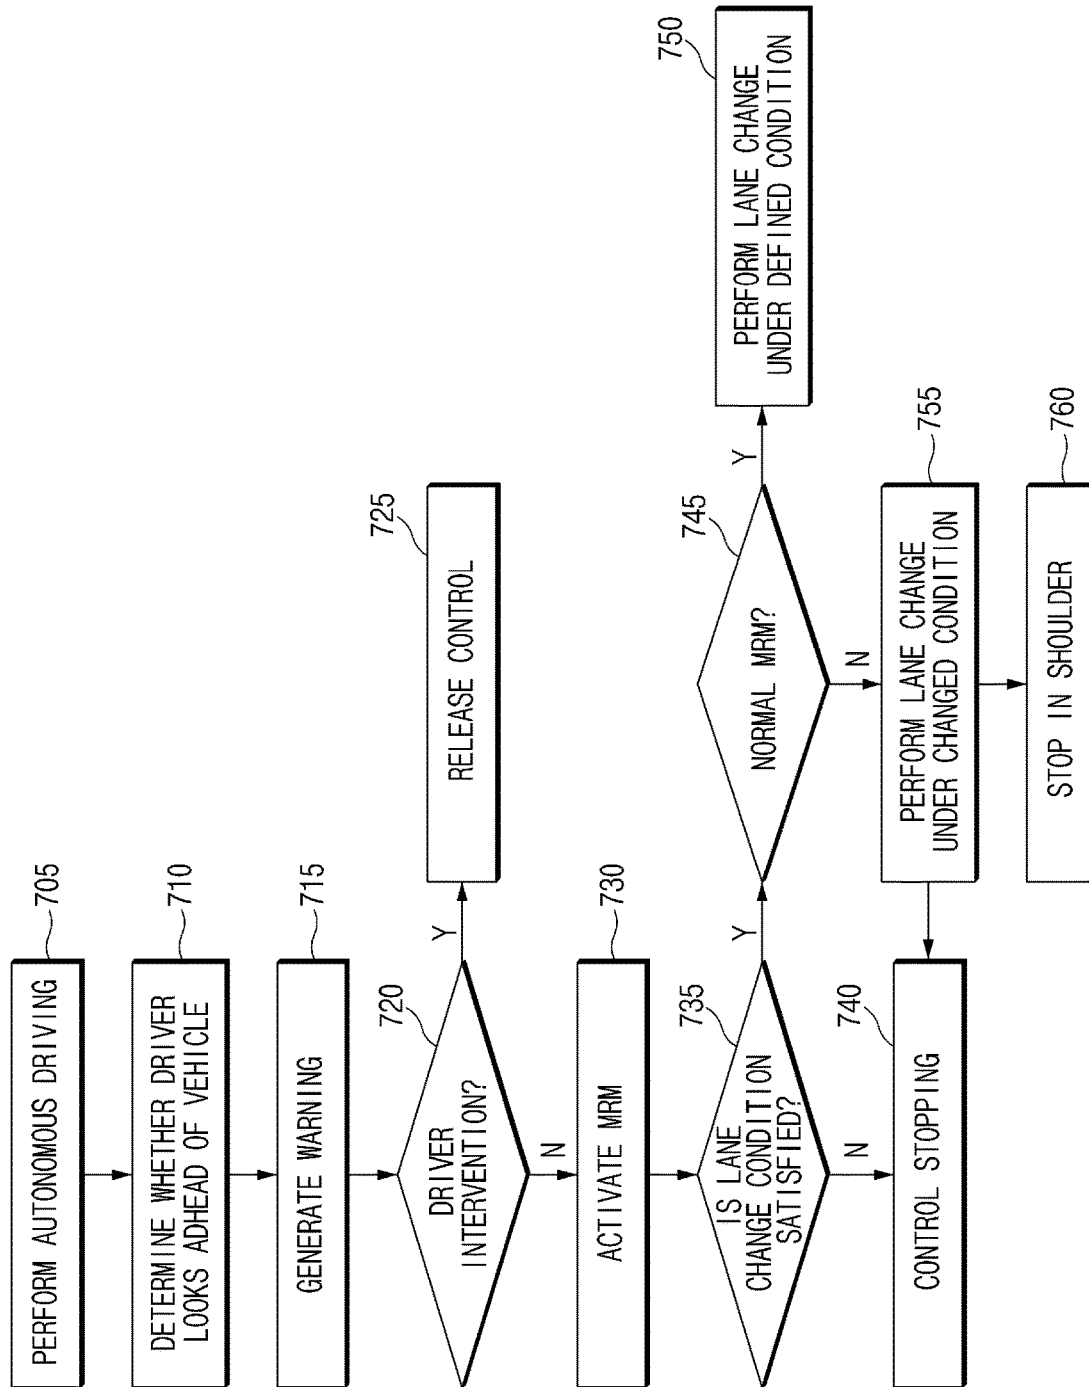 705
PERFORM AUTONOMOUS DRIVING
710
DETERMINE WHETHER DRIVER
LOOKS ADHEAD OF VEHICLE
715
GENERATE WARNING
720
DRIVER
INTERVENTION?
Y
725
RELEASE CONTROL
N
730
ACTIVATE MRM
735
IS LANE
CHANGE CONDITION
SATISFIED?
Y
745
NORMAL MRM?
Y
750
PERFORM LANE CHANGE
UNDER DEFINED CONDITION
N
N
740
CONTROL STOPPING
755
PERFORM LANE CHANGE
UNDER CHANGED CONDITION
760
STOP IN SHOULDER